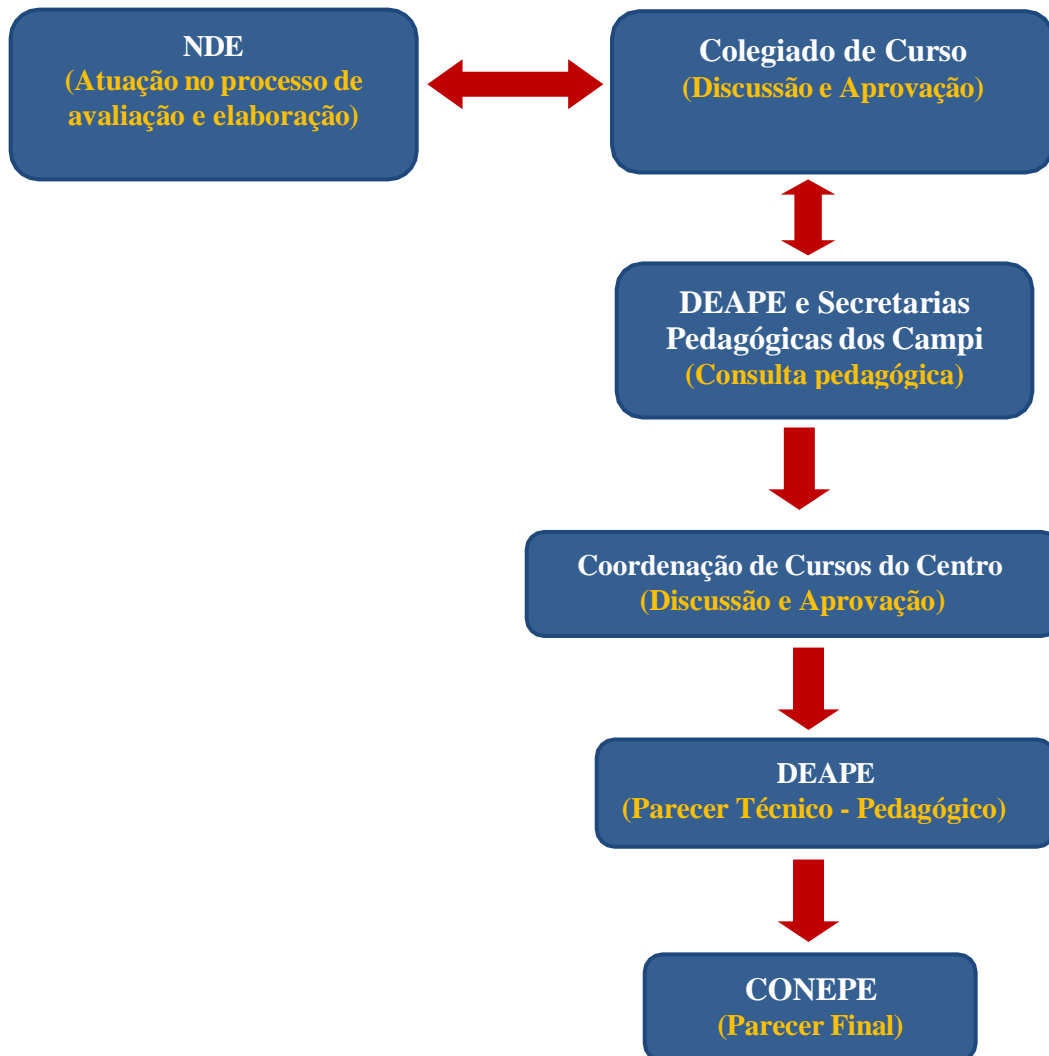 NDE
(Atuação no processo de
avaliação e elaboração)
Colegiado de Curso
(Discussão e Aprovação)
DEAPE e Secretarias
Pedagógicas dos Campi
(Consulta pedagógica)
Coordenação de Cursos do Centro
(Discussão e Aprovação)
DEAPE
(Parecer Técnico - Pedagógico)
CONEPE
(Parecer Final)